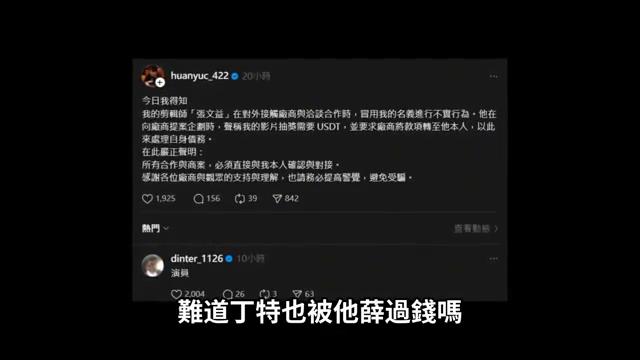 huanyuc_422 20小時
今日我得知
我的剪輯師「張文益」在對外接觸廠商與洽談合作時，冒用我的名義進行不實行為。他在
向廠商提案企劃時，聲稱我的影片抽獎需要 USDT，並要求廠商將款項轉至他本人，以此
來處理自身債務。
在此嚴正聲明：
所有合作與商案，必須直接與我本人確認與對接。
感謝各位廠商與觀眾的支持與理解，也請務必提高警覺，避免受騙。
1,925 156 39 842
熱門 查看動態
dinter_1126 10小時
演員
2,004 26 3 63
難道丁特也被他薛過錢嗎